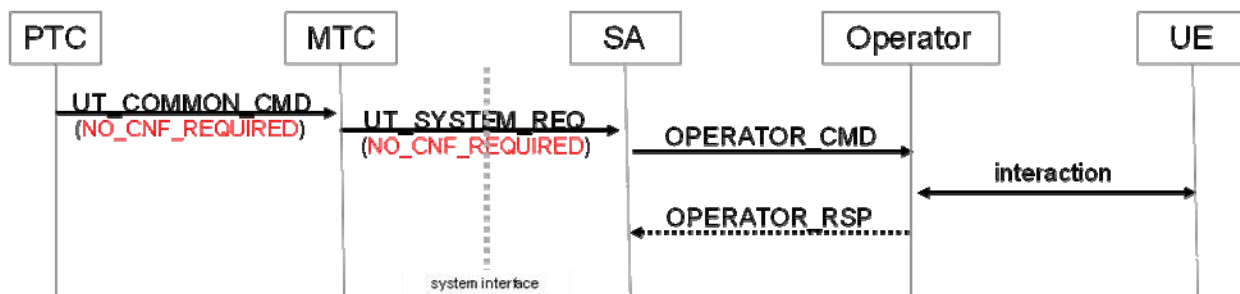 PTC MTC SA Operator UE
UT_COMMON_CMD
(NO_CNF_REQUIRED)
UT_SYSTEM_REQ
(NO_CNF_REQUIRED)
OPERATOR_CMD
interaction
OPERATOR_RSP
system interface